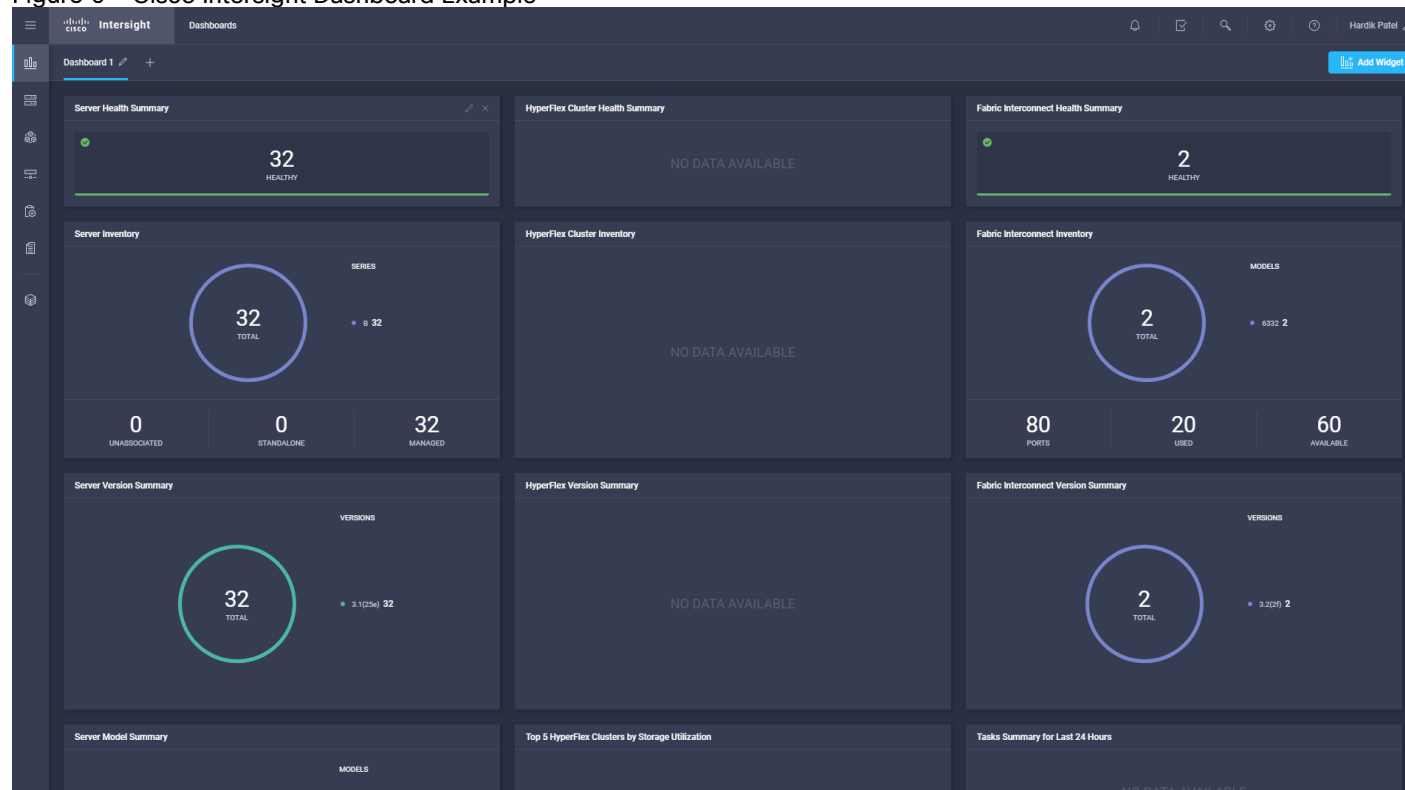 Figure 6 Cisco Intersight Dashboard Example
cisco Intersight Dashboards Hardik Patel
Dashboard 1 + Add Widget
Server Health Summary
32
HEALTHY
HyperFlex Cluster Health Summary
NO DATA AVAILABLE
Fabric Interconnect Health Summary
2
HEALTHY
Server Inventory
SERIES
32
TOTAL
B 32
0
UNASSOCIATED
0
STANDALONE
32
MANAGED
HyperFlex Cluster Inventory
NO DATA AVAILABLE
Fabric Interconnect Inventory
MODELS
2
TOTAL
6332 2
80
PORTS
20
USED
60
AVAILABLE
Server Version Summary
VERSIONS
32
TOTAL
3.1(25e) 32
HyperFlex Version Summary
NO DATA AVAILABLE
Fabric Interconnect Version Summary
VERSIONS
2
TOTAL
3.2(2f) 2
Server Model Summary
MODELS
Top 5 HyperFlex Clusters by Storage Utilization
Tasks Summary for Last 24 Hours
NO DATA AVAILABLE